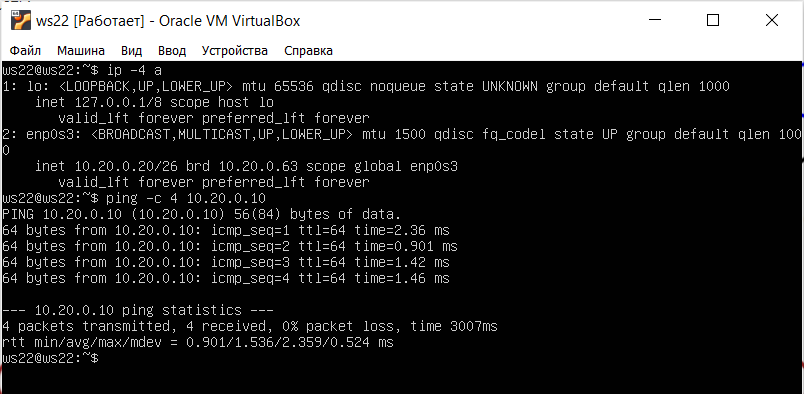 ws22 [Работает] - Oracle VM VirtualBox
Файл Машина Вид Ввод Устройства Справка
ws22@ws22:~$ ip -4 a
1: lo: <LOOPBACK,UP,LOWER_UP> mtu 65536 qdisc noqueue state UNKNOWN group default qlen 1000
    inet 127.0.0.1/8 scope host lo
       valid_lft forever preferred_lft forever
2: enp0s3: <BROADCAST,MULTICAST,UP,LOWER_UP> mtu 1500 qdisc fq_codel state UP group default qlen 100
0
    inet 10.20.0.20/26 brd 10.20.0.63 scope global enp0s3
       valid_lft forever preferred_lft forever
ws22@ws22:~$ ping -c 4 10.20.0.10
PING 10.20.0.10 (10.20.0.10) 56(84) bytes of data.
64 bytes from 10.20.0.10: icmp_seq=1 ttl=64 time=2.36 ms
64 bytes from 10.20.0.10: icmp_seq=2 ttl=64 time=0.901 ms
64 bytes from 10.20.0.10: icmp_seq=3 ttl=64 time=1.42 ms
64 bytes from 10.20.0.10: icmp_seq=4 ttl=64 time=1.46 ms
--- 10.20.0.10 ping statistics ---
4 packets transmitted, 4 received, 0% packet loss, time 3007ms
rtt min/avg/max/mdev = 0.901/1.536/2.359/0.524 ms
ws22@ws22:~$